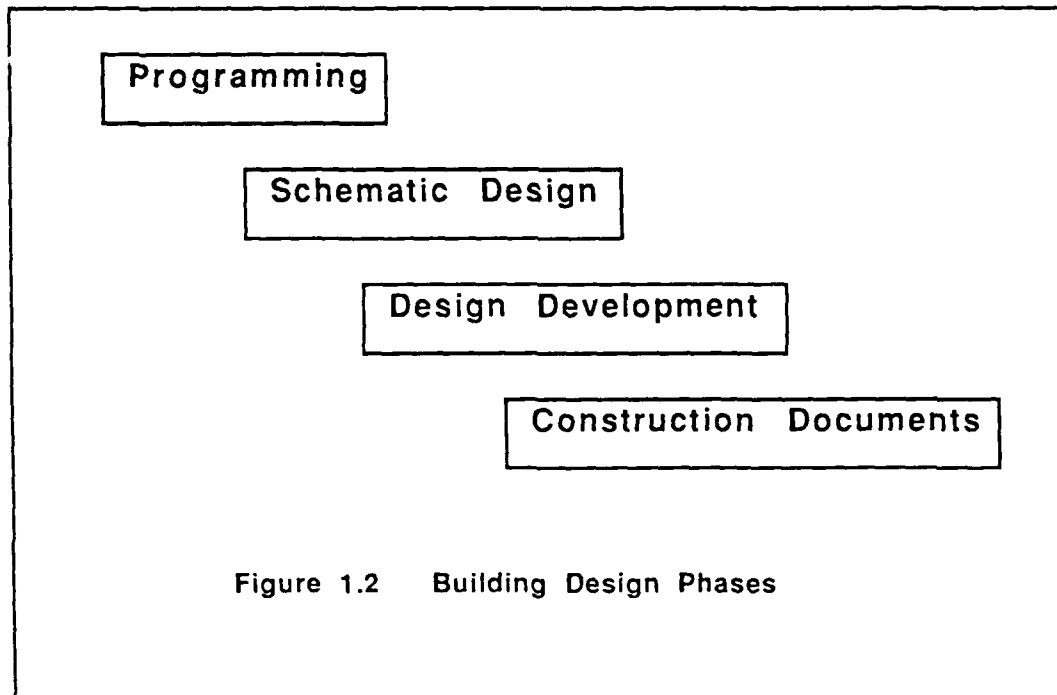 Programming
Schematic Design
Design Development
Construction Documents
Figure 1.2 Building Design Phases